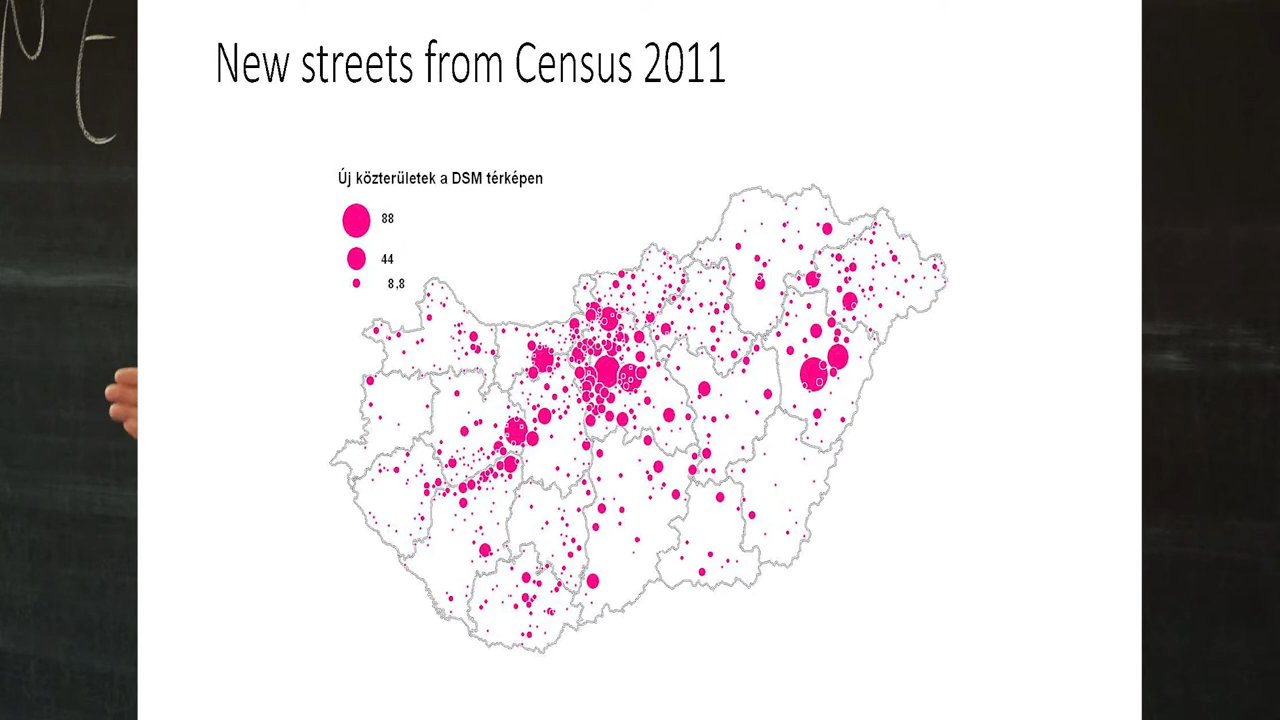 New streets from Census 2011
Új közterületek a DSM térképen
88
44
8,8